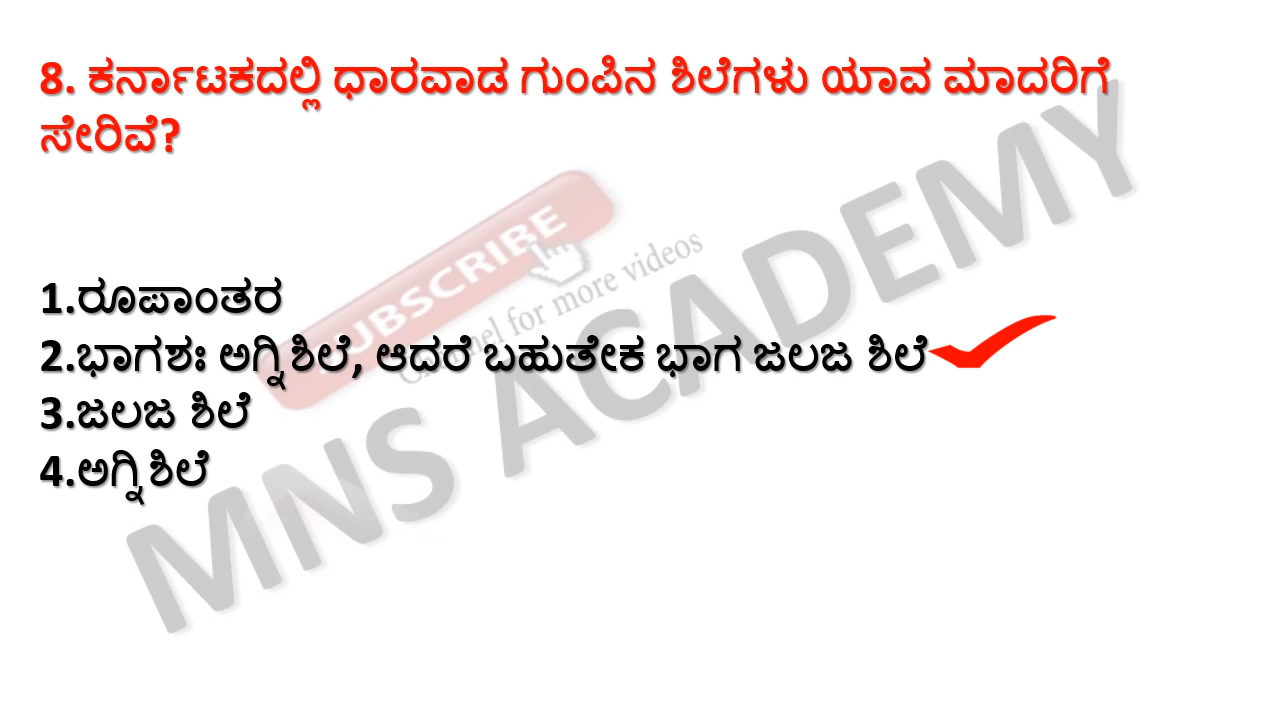 8. ಕರ್ನಾಟಕದಲ್ಲಿ ಧಾರವಾಡ ಗುಂಪಿನ ಶಿಲೆಗಳು ಯಾವ ಮಾದರಿಗೆ
ಸೇರಿವೆ?
SUBSCRIBE
Channel for more videos
MNS ACADEMY
1.ರೂಪಾಂತರ
2.ಭಾಗಶಃ ಅಗ್ನಿಶಿಲೆ, ಆದರೆ ಬಹುತೇಕ ಭಾಗ ಜಲಜ ಶಿಲೆ
3.ಜಲಜ ಶಿಲೆ
4.ಅಗ್ನಿಶಿಲೆ